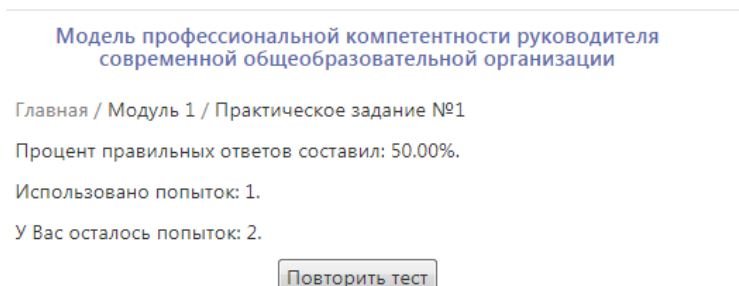 Модель профессиональной компетентности руководителя
современной общеобразовательной организации
Главная / Модуль 1 / Практическое задание №1
Процент правильных ответов составил: 50.00%.
Использовано попыток: 1.
У Вас осталось попыток: 2.
Повторить тест